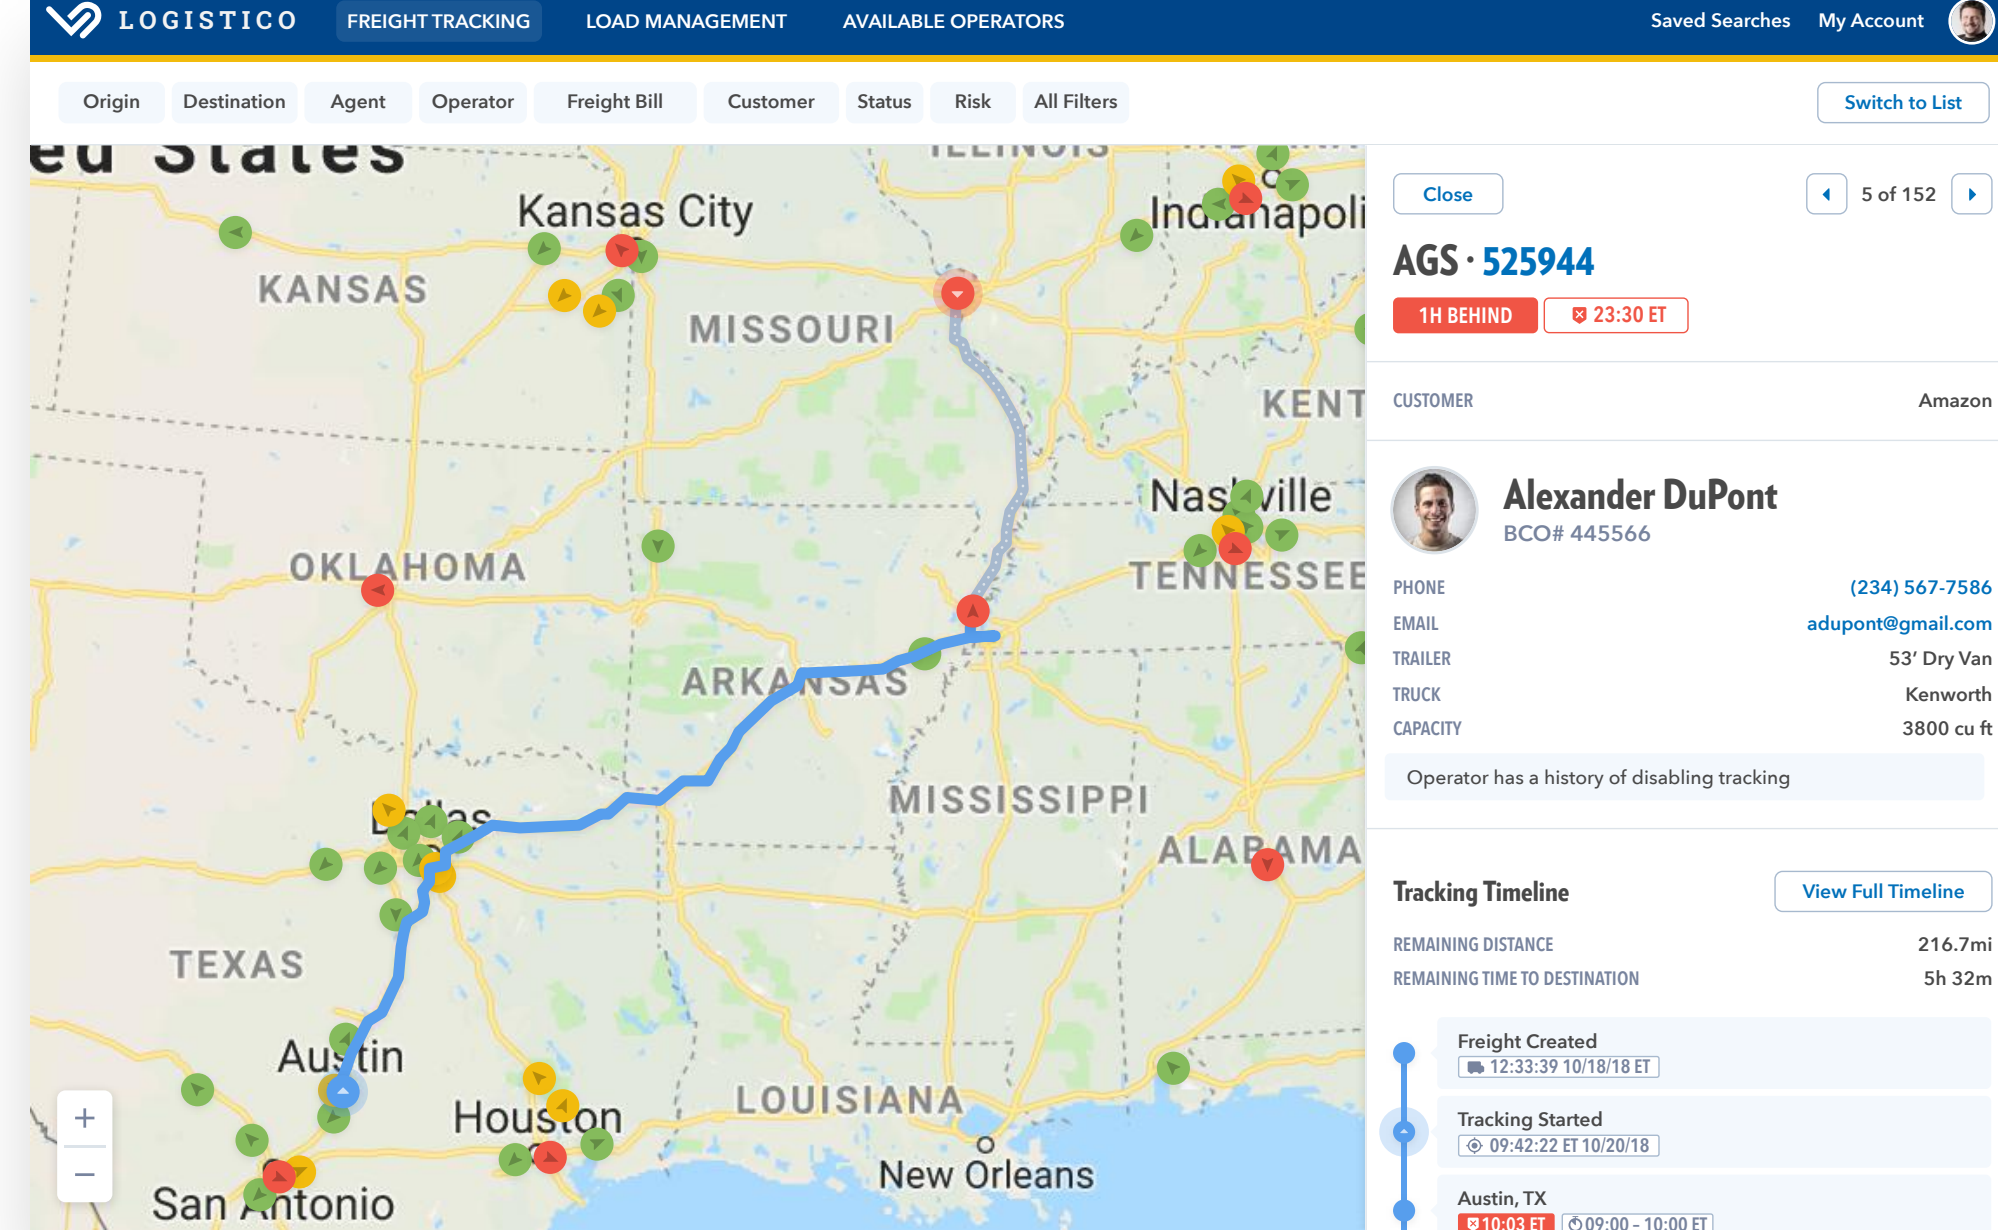 LOGISTICO
FREIGHT TRACKING
LOAD MANAGEMENT
AVAILABLE OPERATORS
Saved Searches
My Account
Origin
Destination
Agent
Operator
Freight Bill
Customer
Status
Risk
All Filters
Switch to List
ed States
ILLINOIS
Kansas City
Indianapoli
KANSAS
MISSOURI
KENT
Nashville
OKLAHOMA
TENNESSEE
ARKANSAS
MISSISSIPPI
Dallas
ALABAMA
TEXAS
Austin
Houston
LOUISIANA
New Orleans
San Antonio
+
−
Close
5 of 152
AGS · 525944
1H BEHIND
23:30 ET
CUSTOMER
Amazon
Alexander DuPont
BCO# 445566
PHONE
(234) 567-7586
EMAIL
adupont@gmail.com
TRAILER
53’ Dry Van
TRUCK
Kenworth
CAPACITY
3800 cu ft
Operator has a history of disabling tracking
Tracking Timeline
View Full Timeline
REMAINING DISTANCE
216.7mi
REMAINING TIME TO DESTINATION
5h 32m
Freight Created
12:33:39 10/18/18 ET
Tracking Started
09:42:22 ET 10/20/18
Austin, TX
10:03 ET
09:00 – 10:00 ET